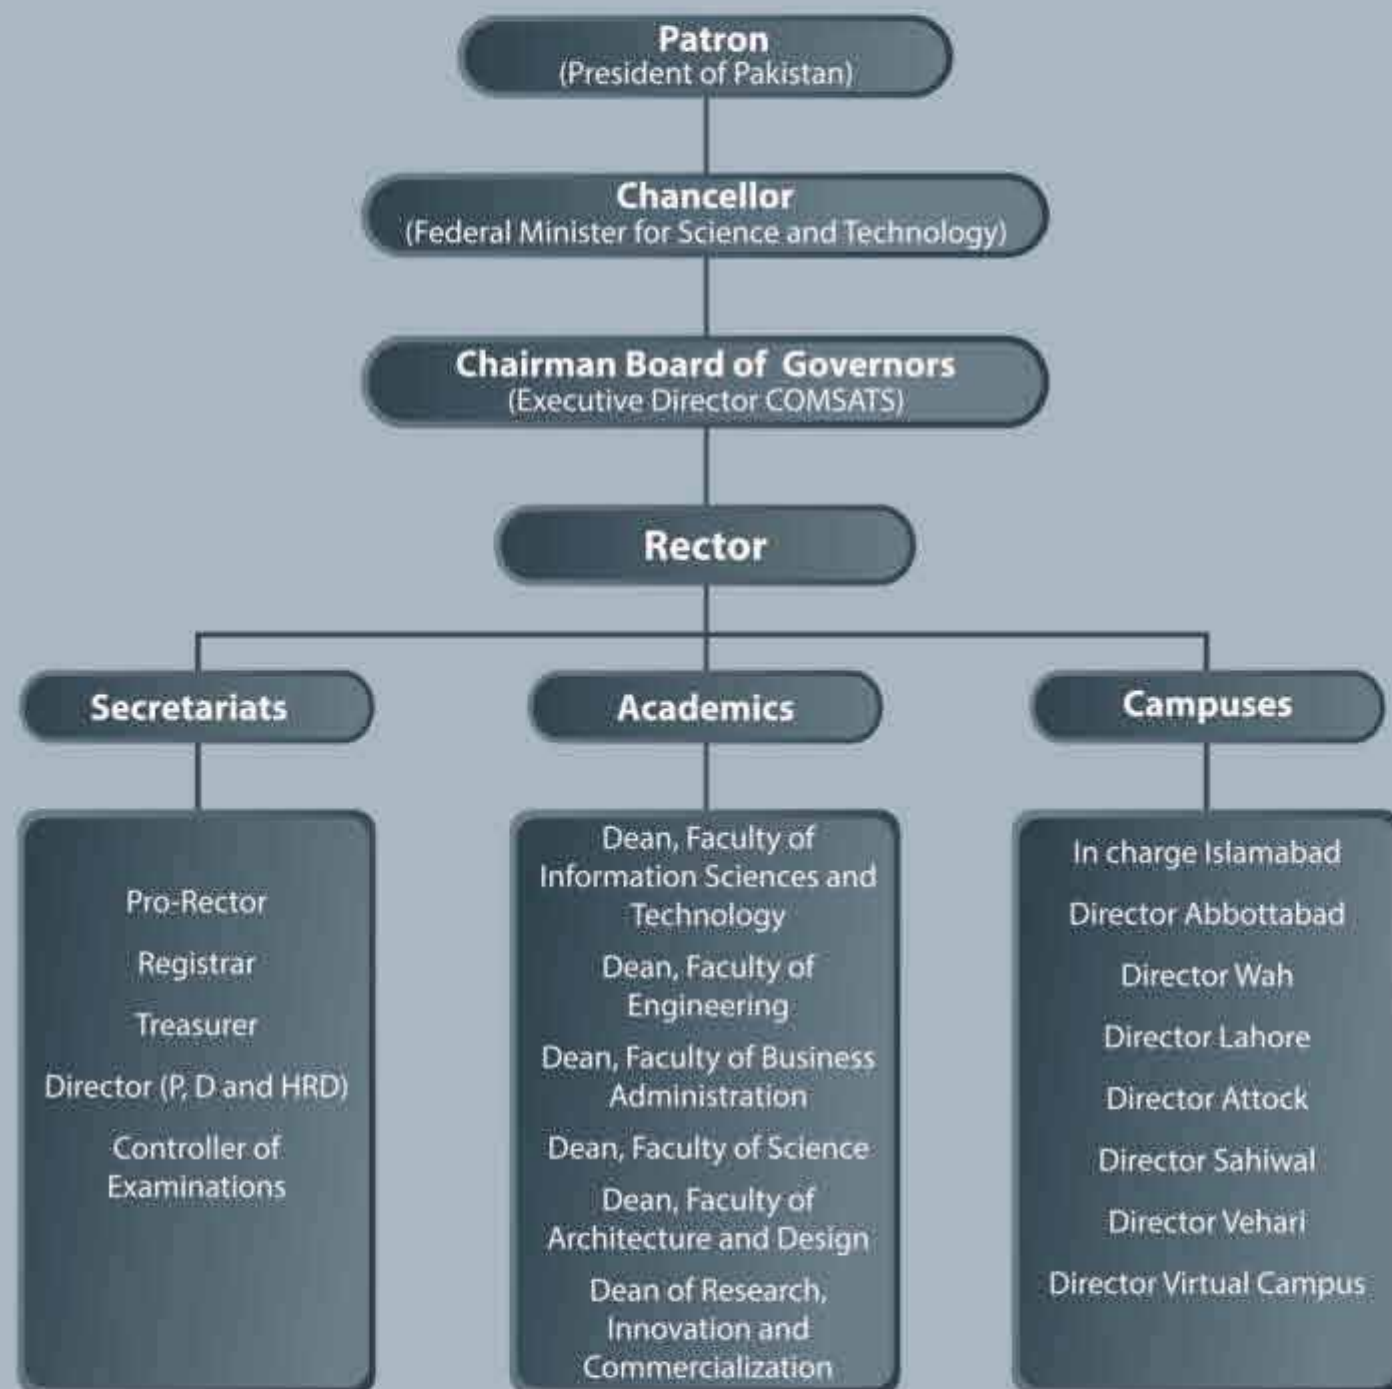 Patron
(President of Pakistan)
Chancellor
(Federal Minister for Science and Technology)
Chairman Board of Governors
(Executive Director COMSATS)
Rector
Secretariats
Academics
Campuses
Pro-Rector
Registrar
Treasurer
Director (P, D and HRD)
Controller of
Examinations
Dean, Faculty of
Information Sciences and
Technology
Dean, Faculty of
Engineering
Dean, Faculty of Business
Administration
Dean, Faculty of Science
Dean, Faculty of
Architecture and Design
Dean of Research,
Innovation and
Commercialization
In charge Islamabad
Director Abbottabad
Director Wah
Director Lahore
Director Attock
Director Sahiwal
Director Vehari
Director Virtual Campus